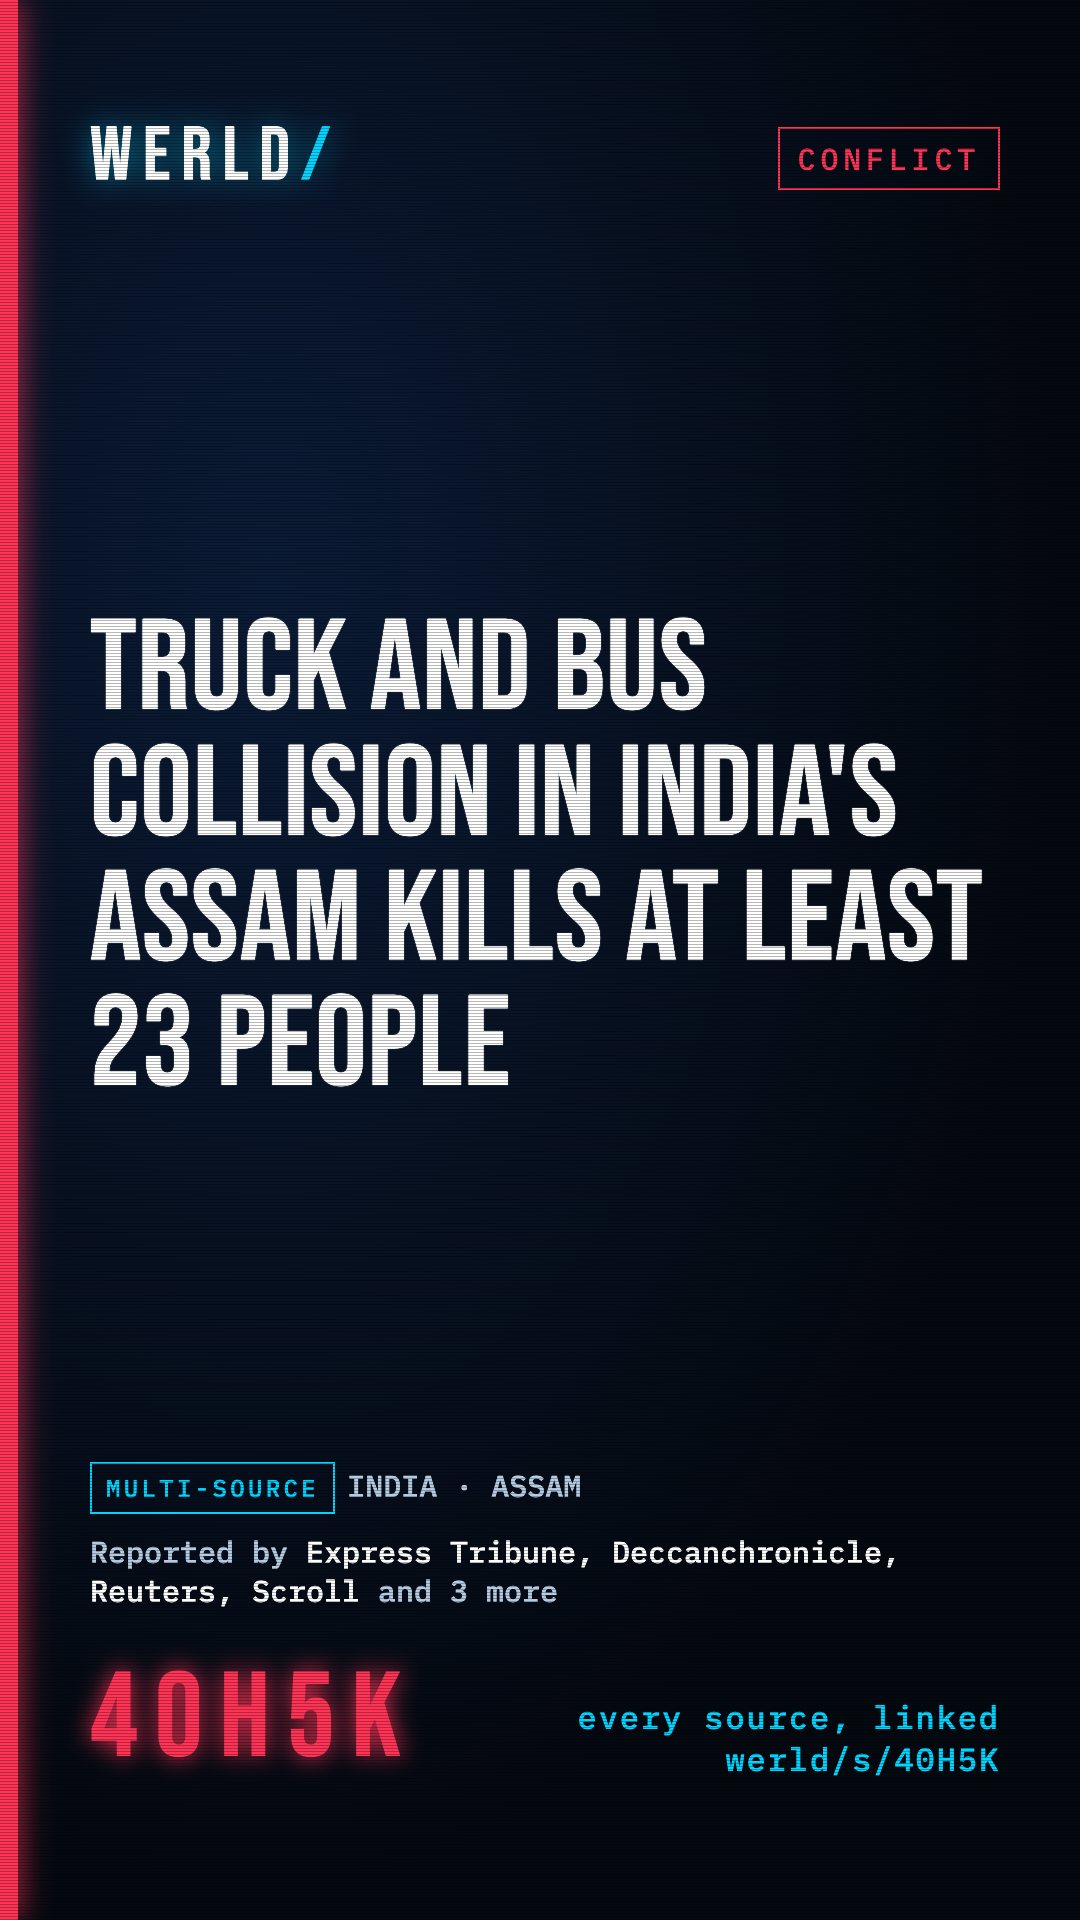 WERLD/
CONFLICT
TRUCK AND BUS
COLLISION IN INDIA'S
ASSAM KILLS AT LEAST
23 PEOPLE
MULTI-SOURCE INDIA · ASSAM
Reported by Express Tribune, Deccanchronicle,
Reuters, Scroll and 3 more
40H5K
every source, linked
werld/s/40H5K